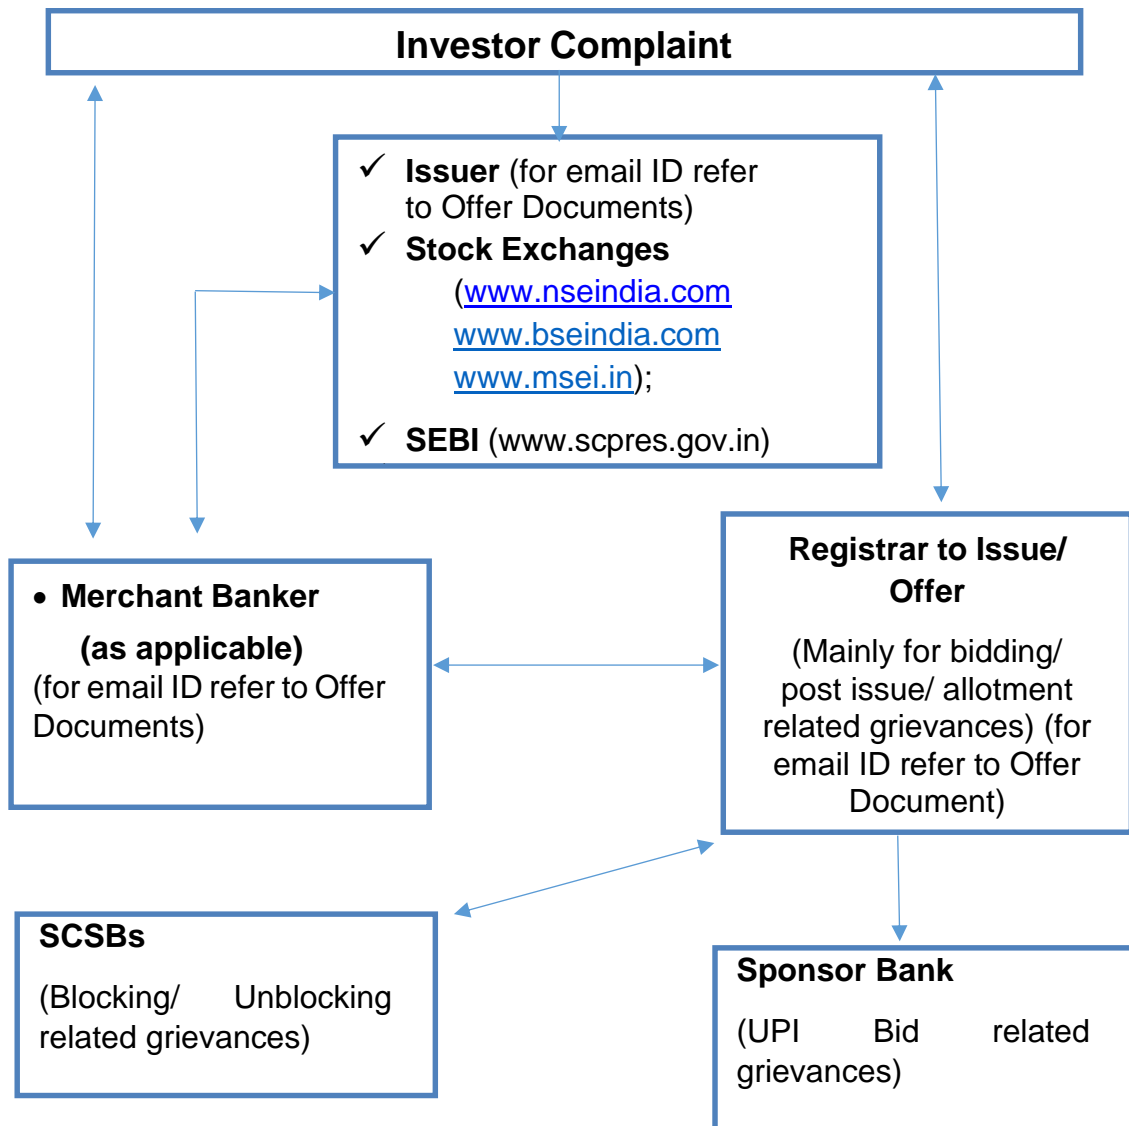 Investor Complaint
✓ Issuer (for email ID refer
to Offer Documents)
✓ Stock Exchanges
(www.nseindia.com
www.bseindia.com
www.msei.in);
✓ SEBI (www.scpres.gov.in)
• Merchant Banker
(as applicable)
(for email ID refer to Offer
Documents)
Registrar to Issue/
Offer
(Mainly for bidding/
post issue/ allotment
related grievances) (for
email ID refer to Offer
Document)
SCSBs
(Blocking/ Unblocking
related grievances)
Sponsor Bank
(UPI Bid related
grievances)